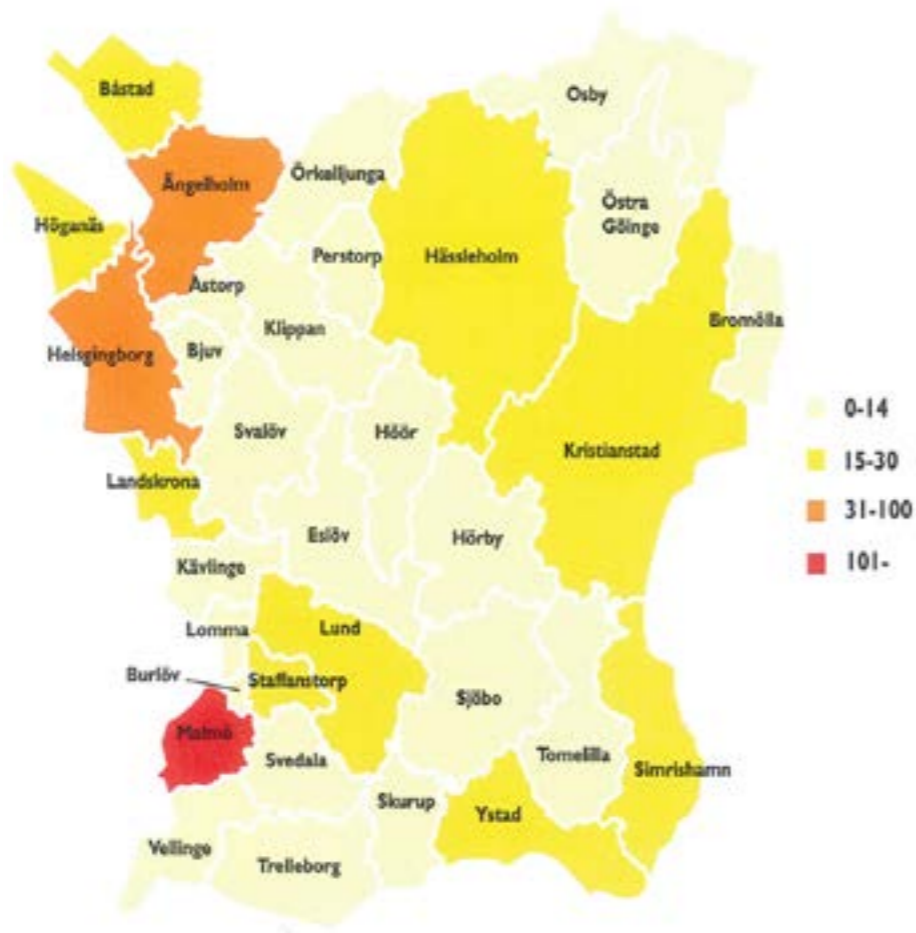 Osby
Båstad
Örkelljunga
Ängelholm
Östra
Göinge
Höganäs
Perstorp
Hässleholm
Åstorp
Bromölla
Klippan
Bjuv
Helsgingborg
0-14
Svalöv
Höör
Kristianstad
15-30
Landskrona
31-100
Eslöv
Hörby
101-
Kävlinge
Lomma
Lund
Burlöv
Staffanstorp
Sjöbo
Malmö
Tomelilla
Svedala
Simrishamn
Skurup
Ystad
Vellinge
Trelleborg